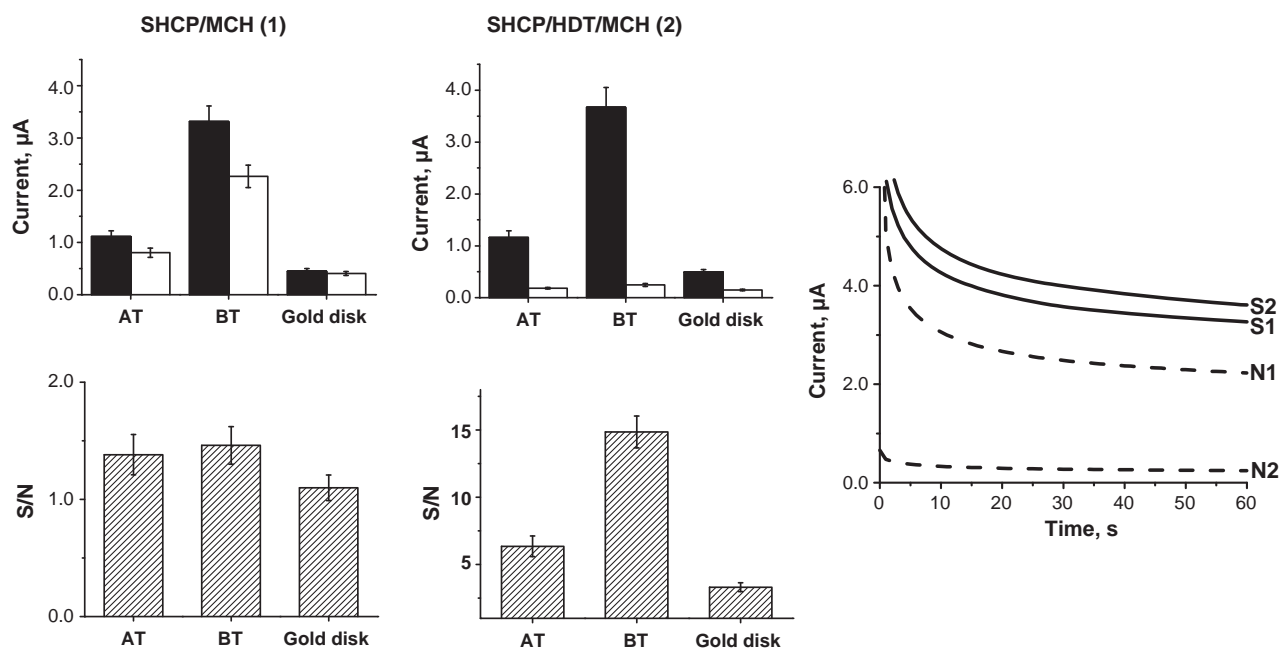 SHCP/MCH (1)
SHCP/HDT/MCH (2)
Current, µA
4.0
3.0
2.0
1.0
0.0
AT
BT
Gold disk
Current, µA
4.0
3.0
2.0
1.0
0.0
AT
BT
Gold disk
S/N
2.0
1.0
0.0
AT
BT
Gold disk
S/N
15
10
5
AT
BT
Gold disk
Current, µA
6.0
4.0
2.0
0.0
0 10 20 30 40 50 60
Time, s
S2
S1
N1
N2